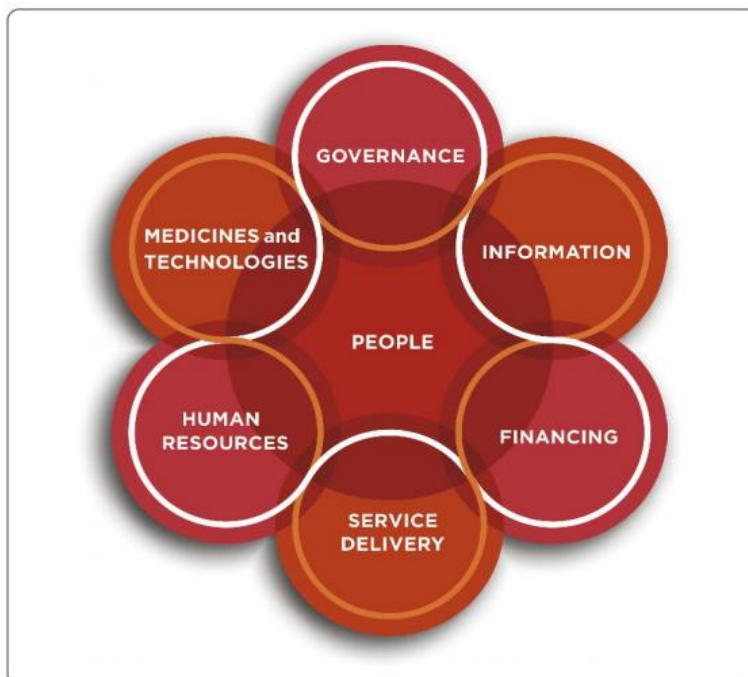 GOVERNANCE
MEDICINES and
TECHNOLOGIES
INFORMATION
PEOPLE
HUMAN
RESOURCES
FINANCING
SERVICE
DELIVERY